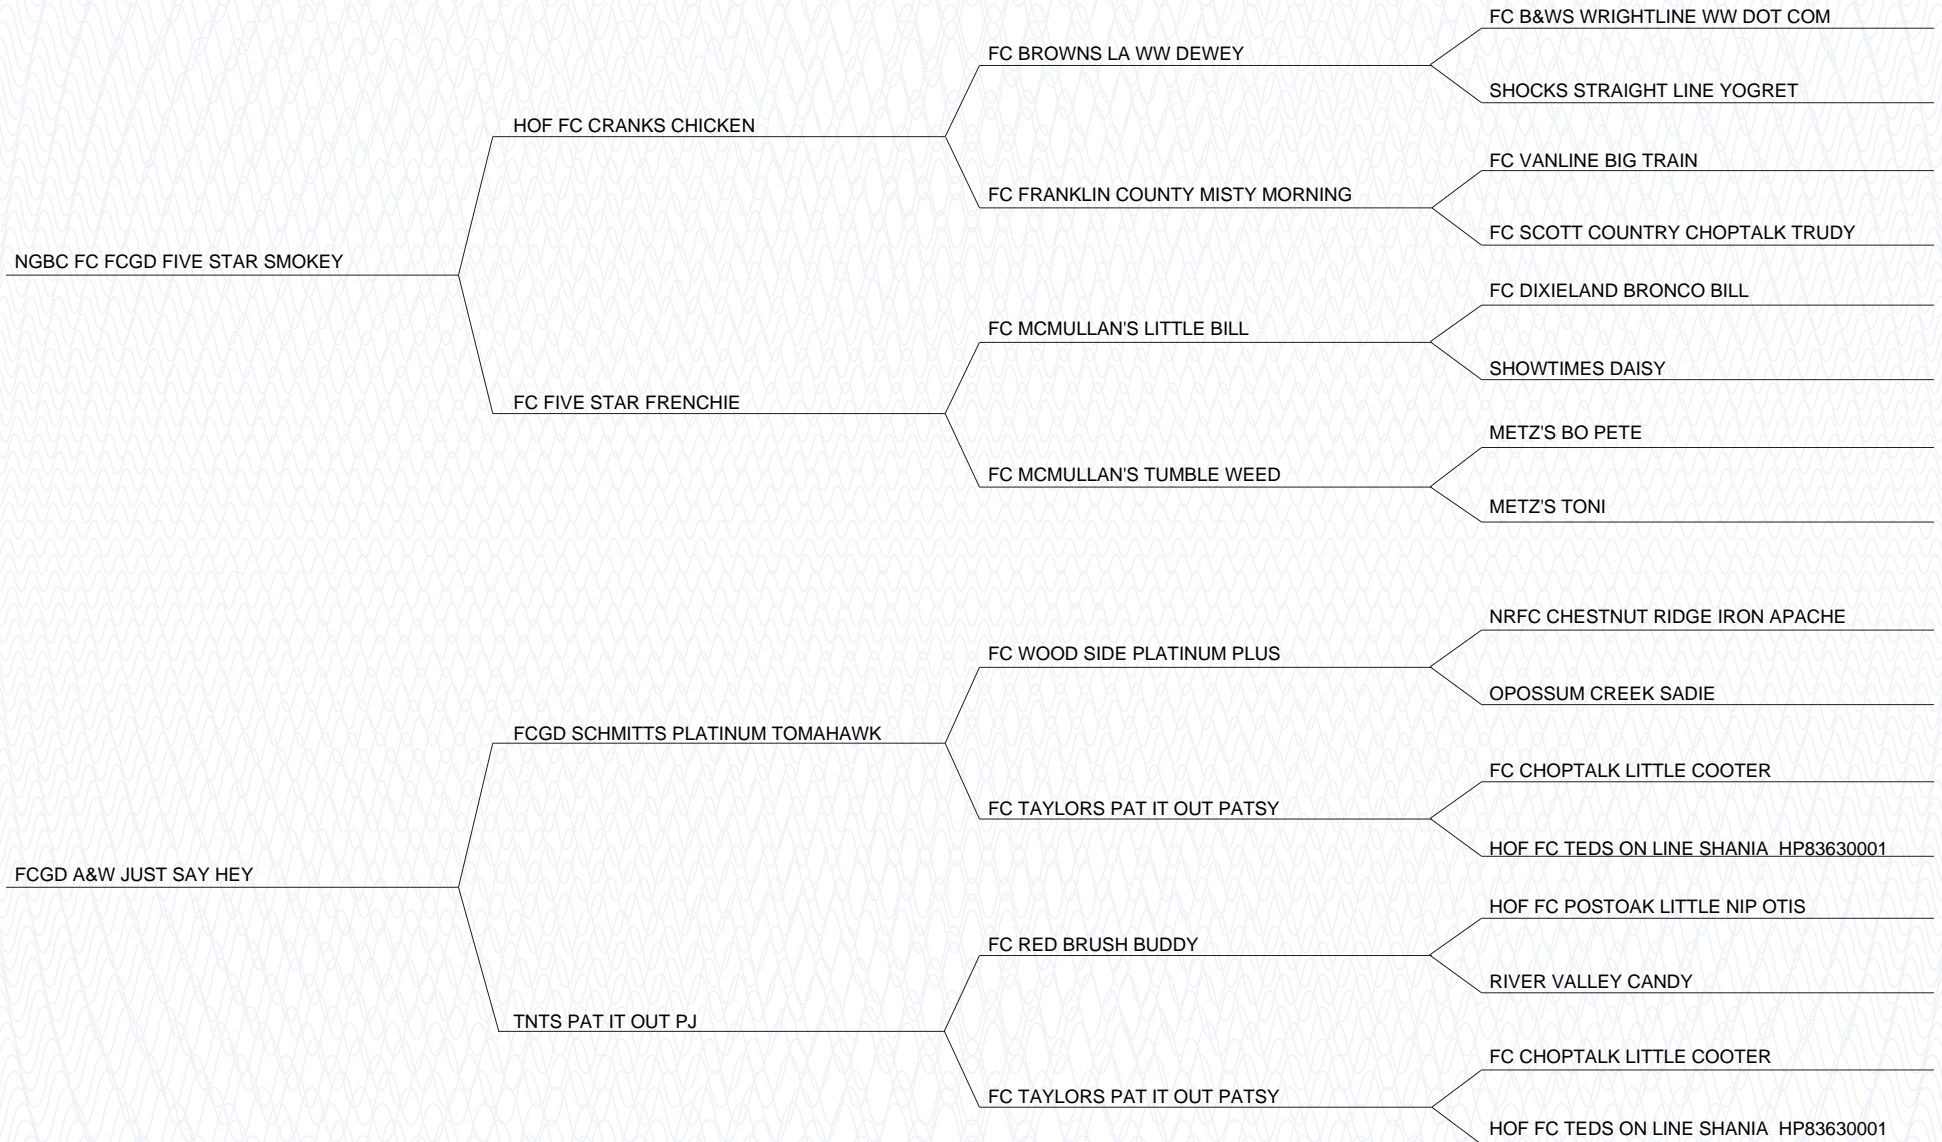 FC B&WS WRIGHTLINE WW DOT COM
FC BROWNS LA WW DEWEY
SHOCKS STRAIGHT LINE YOGRET
HOF FC CRANKS CHICKEN
FC VANLINE BIG TRAIN
FC FRANKLIN COUNTY MISTY MORNING
FC SCOTT COUNTRY CHOPTALK TRUDY
NGBC FC FCGD FIVE STAR SMOKEY
FC DIXIELAND BRONCO BILL
FC MCMULLAN'S LITTLE BILL
SHOWTIMES DAISY
FC FIVE STAR FRENCHIE
METZ'S BO PETE
FC MCMULLAN'S TUMBLE WEED
METZ'S TONI
NRFC CHESTNUT RIDGE IRON APACHE
FC WOOD SIDE PLATINUM PLUS
OPOSSUM CREEK SADIE
FCGD SCHMITTS PLATINUM TOMAHAWK
FC CHOPTALK LITTLE COOTER
FC TAYLORS PAT IT OUT PATSY
HOF FC TEDS ON LINE SHANIA HP83630001
FCGD A&W JUST SAY HEY
HOF FC POSTOAK LITTLE NIP OTIS
FC RED BRUSH BUDDY
RIVER VALLEY CANDY
TNTS PAT IT OUT PJ
FC CHOPTALK LITTLE COOTER
FC TAYLORS PAT IT OUT PATSY
HOF FC TEDS ON LINE SHANIA HP83630001